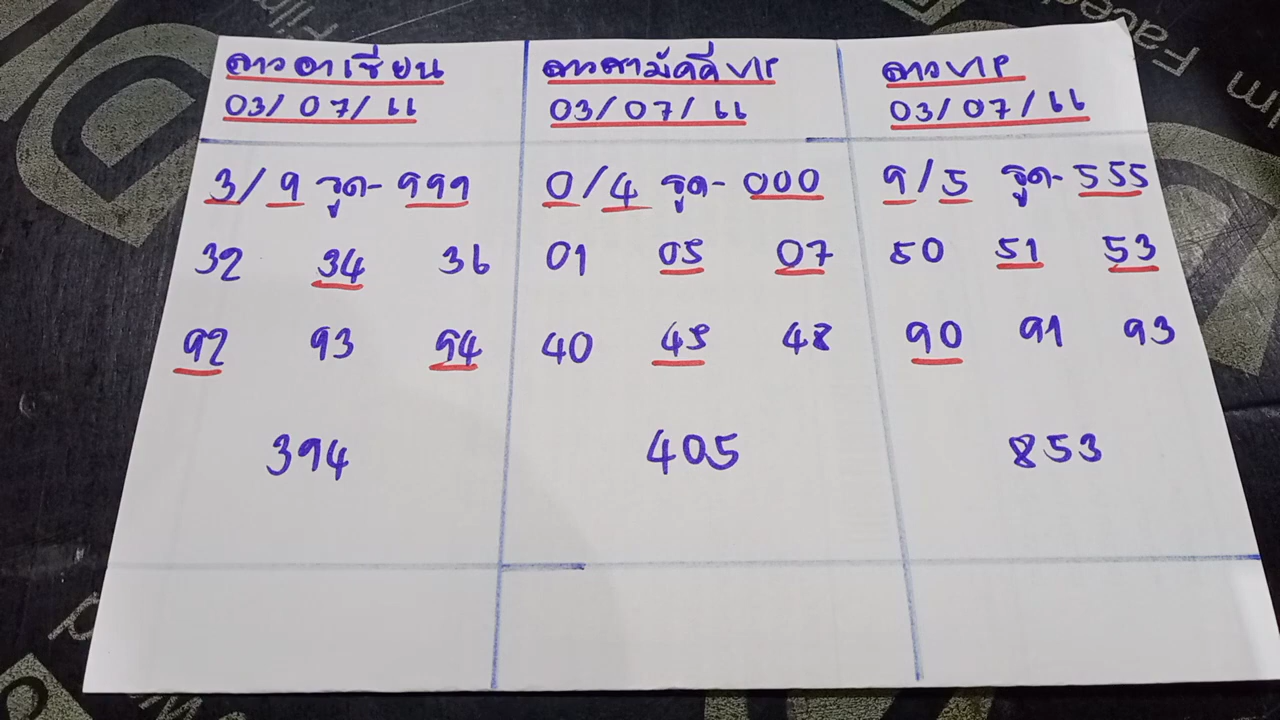 ลาวอาเซียน
03/07/66
3/9 รูด- 999
32 34 36
92 93 94
394
ลาวสามัคคีVIP
03/07/66
0/4 รูด- 000
01 05 07
40 45 48
405
ลาวVIP
03/07/66
9/5 รูด- 555
50 51 53
90 91 93
853
Film
Faced
m